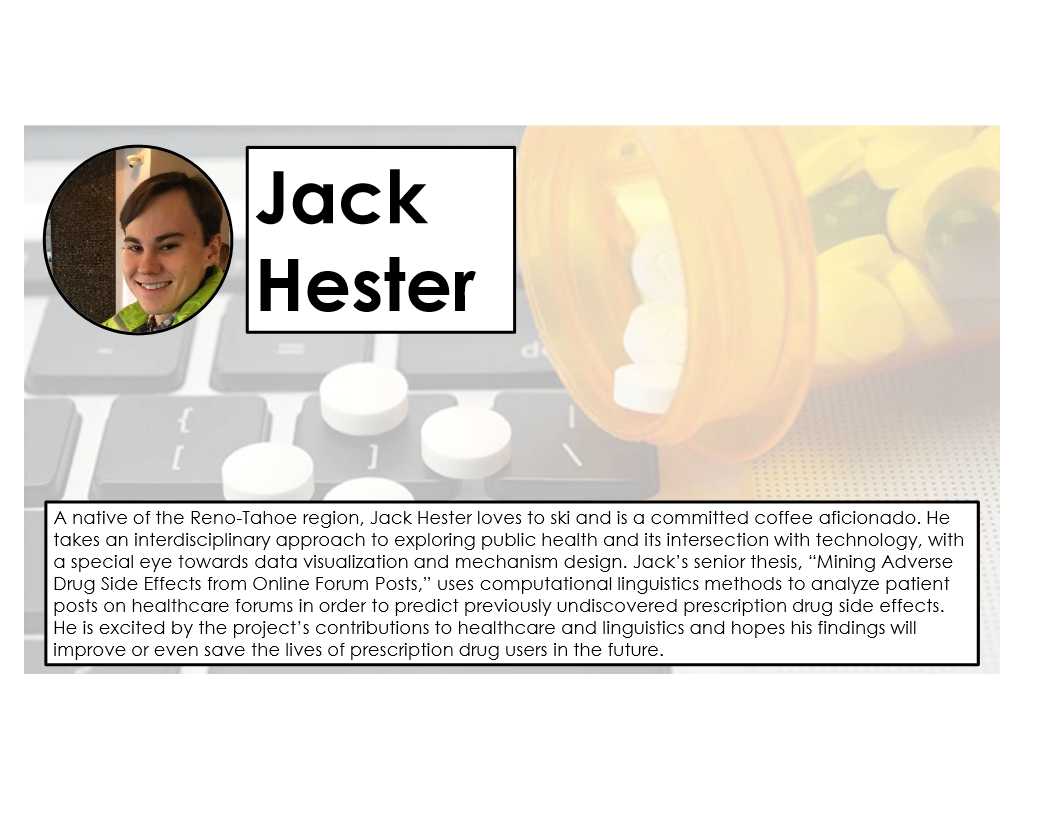 Jack
Hester
{
[
]
|
\
A native of the Reno-Tahoe region, Jack Hester loves to ski and is a committed coffee aficionado. He
takes an interdisciplinary approach to exploring public health and its intersection with technology, with
a special eye towards data visualization and mechanism design. Jack’s senior thesis, “Mining Adverse
Drug Side Effects from Online Forum Posts,” uses computational linguistics methods to analyze patient
posts on healthcare forums in order to predict previously undiscovered prescription drug side effects.
He is excited by the project’s contributions to healthcare and linguistics and hopes his findings will
improve or even save the lives of prescription drug users in the future.